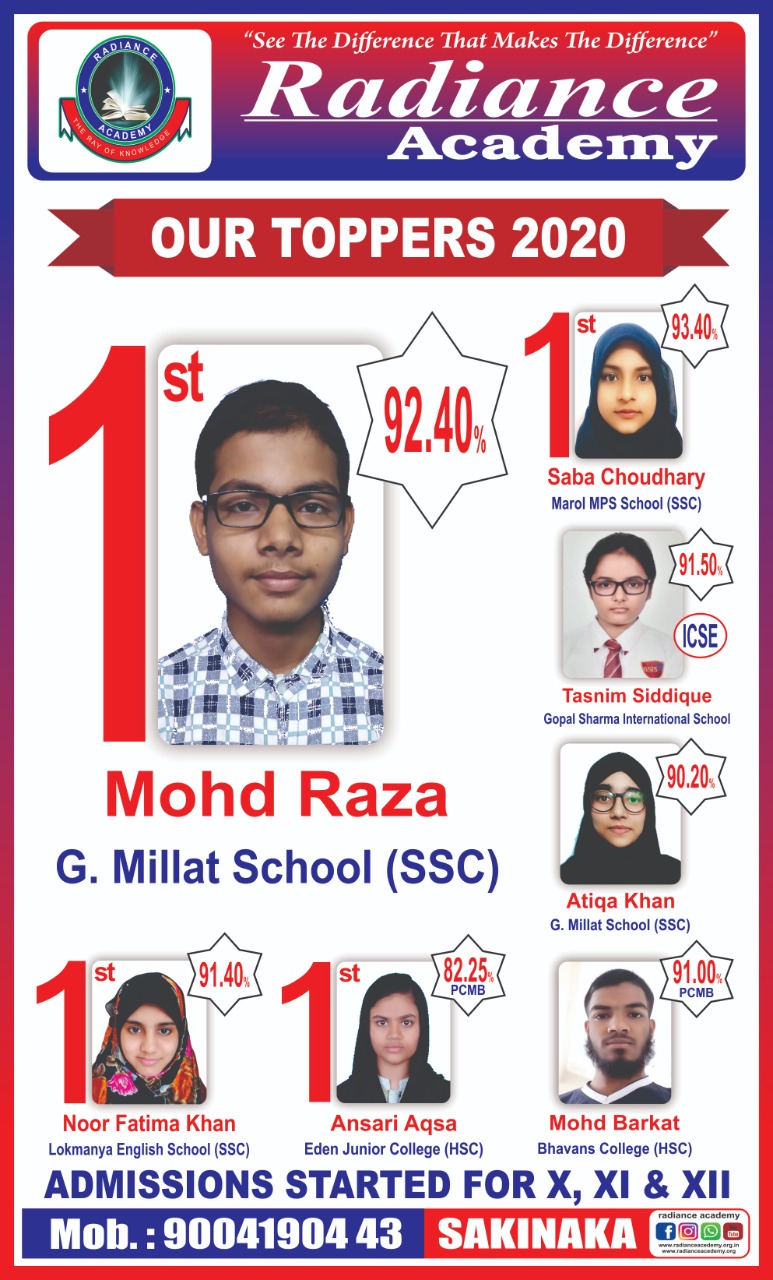 RADIANCE
ACADEMY
THE RAY OF KNOWLEDGE
“See The Difference That Makes The Difference”
Radiance
Academy
OUR TOPPERS 2020
1st
92.40%
Mohd Raza
G. Millat School (SSC)
1st
93.40%
Saba Choudhary
Marol MPS School (SSC)
91.50%
ICSE
Tasnim Siddique
Gopal Sharma International School
90.20%
Atiqa Khan
G. Millat School (SSC)
1st
91.40%
Noor Fatima Khan
Lokmanya English School (SSC)
1st
82.25%
PCMB
Ansari Aqsa
Eden Junior College (HSC)
91.00%
PCMB
Mohd Barkat
Bhavans College (HSC)
ADMISSIONS STARTED FOR X, XI & XII
Mob. : 90041904 43
SAKINAKA
radiance academy
www.radianceacademy.org.in
www.radianceacademy.org